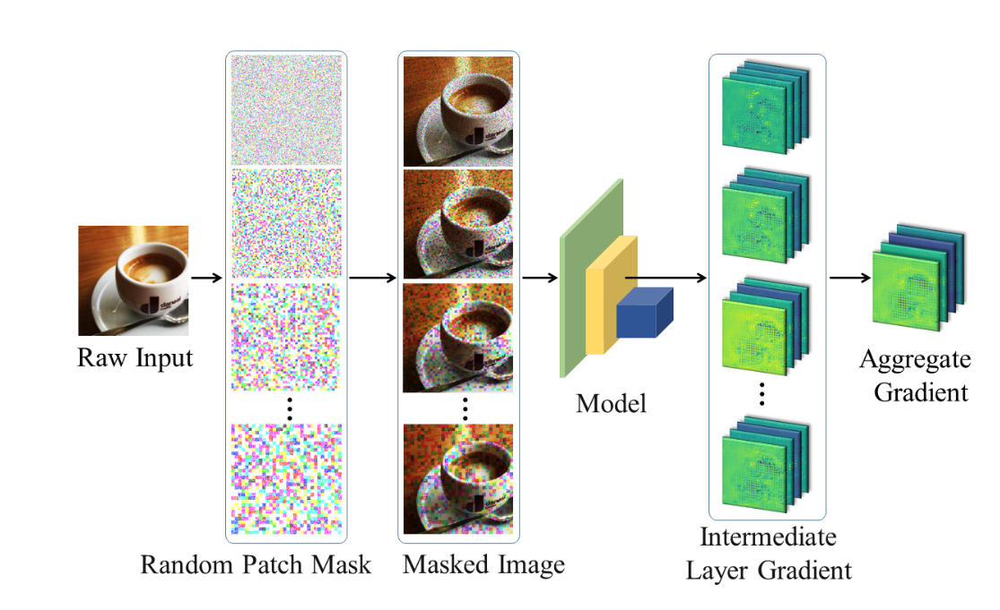 Raw Input
Random Patch Mask
Masked Image
Model
Intermediate
Layer Gradient
Aggregate
Gradient